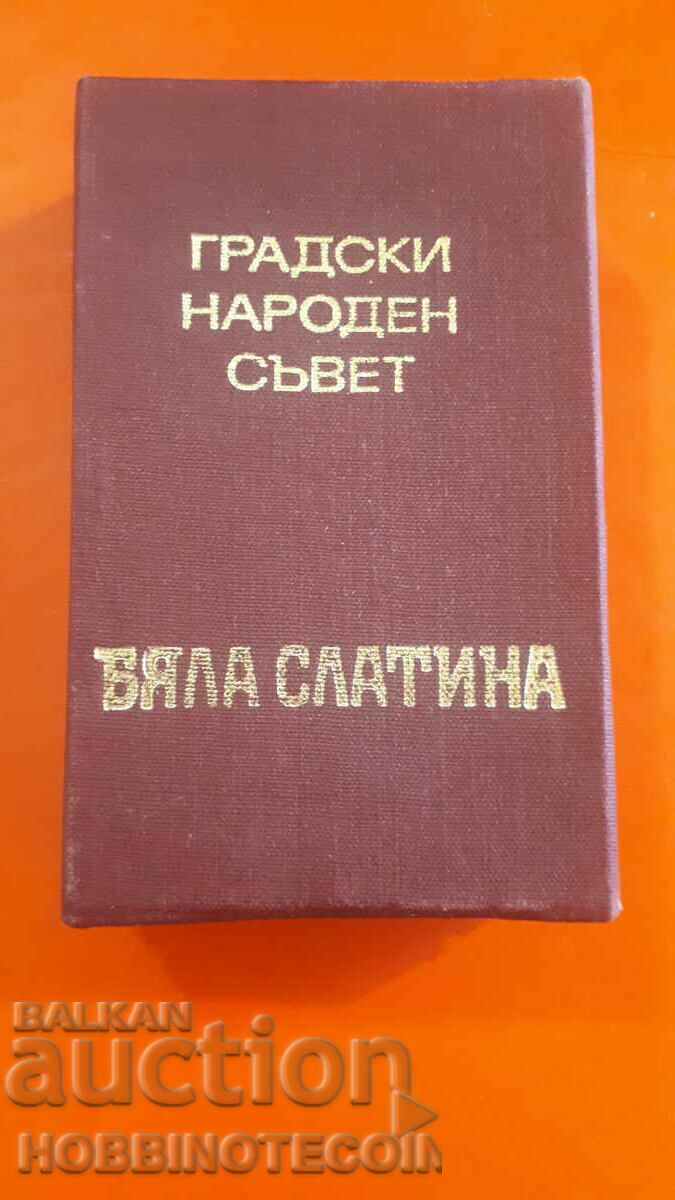 ГРАДСКИ
НАРОДЕН
СЪВЕТ
БЯЛА СЛАТИНА
BALKAN
auction
HOBBINOTECOIN